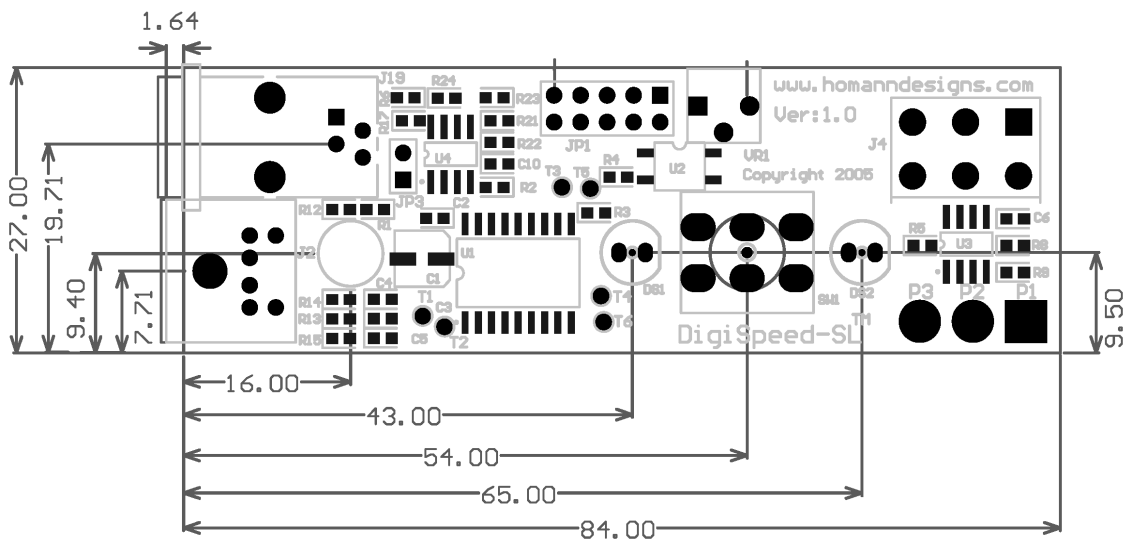 1.64
J19
R24
R6
R23
www.homanndesigns.com
R17
R21
Ver:1.0
J4
R22
JP1
VR1
U4
C10
R4
U2
T3
T5
Copyright 2005
27.00
19.71
JP3
R2
R12
R1
C2
R3
C6
J2
U1
R5
U3
R8
C1
DS1
SW1
DS2
R9
9.40
7.71
R14
C4
T1
T4
P3
P2
P1
R13
C3
T6
TM
R15
C5
T2
DigiSpeed-SL
9.50
16.00
43.00
54.00
65.00
84.00